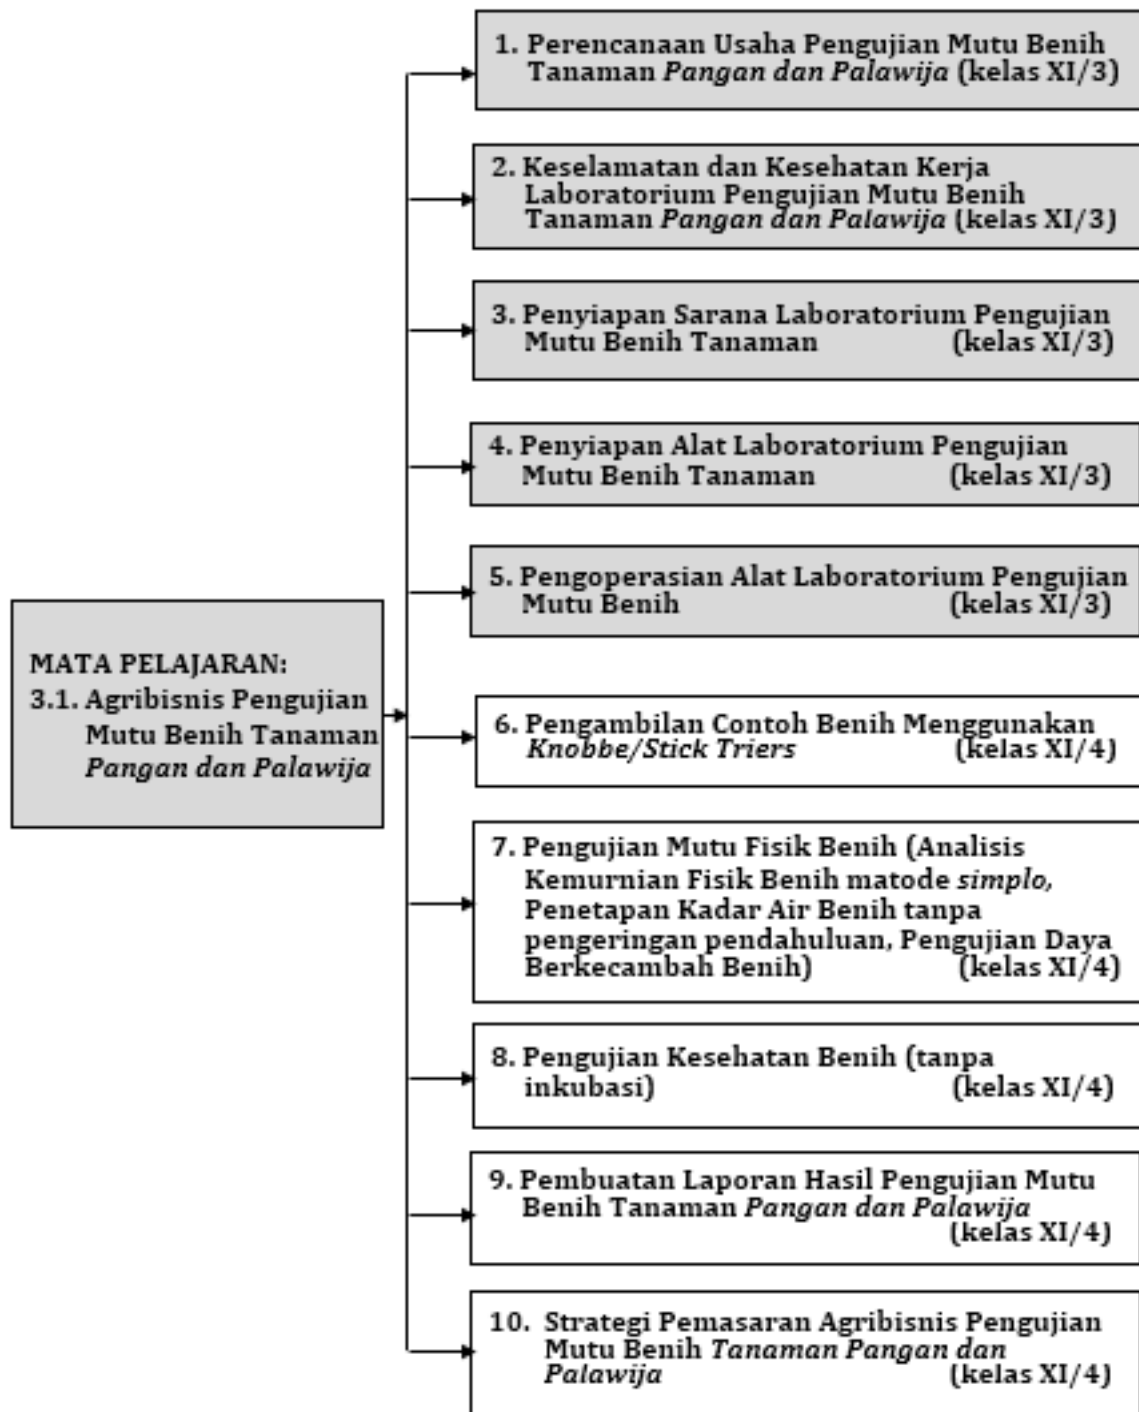 1. Perencanaan Usaha Pengujian Mutu Benih
Tanaman Pangan dan Palawija (kelas XI/3)
2. Keselamatan dan Kesehatan Kerja
Laboratorium Pengujian Mutu Benih
Tanaman Pangan dan Palawija (kelas XI/3)
3. Penyiapan Sarana Laboratorium Pengujian
Mutu Benih Tanaman (kelas XI/3)
4. Penyiapan Alat Laboratorium Pengujian
Mutu Benih Tanaman (kelas XI/3)
5. Pengoperasian Alat Laboratorium Pengujian
Mutu Benih (kelas XI/3)
MATA PELAJARAN:
3.1. Agribisnis Pengujian
Mutu Benih Tanaman
Pangan dan Palawija
6. Pengambilan Contoh Benih Menggunakan
Knobbe/Stick Triers (kelas XI/4)
7. Pengujian Mutu Fisik Benih (Analisis
Kemurnian Fisik Benih matode simplo,
Penetapan Kadar Air Benih tanpa
pengeringan pendahuluan, Pengujian Daya
Berkecambah Benih) (kelas XI/4)
8. Pengujian Kesehatan Benih (tanpa
inkubasi) (kelas XI/4)
9. Pembuatan Laporan Hasil Pengujian Mutu
Benih Tanaman Pangan dan Palawija
(kelas XI/4)
10. Strategi Pemasaran Agribisnis Pengujian
Mutu Benih Tanaman Pangan dan
Palawija (kelas XI/4)